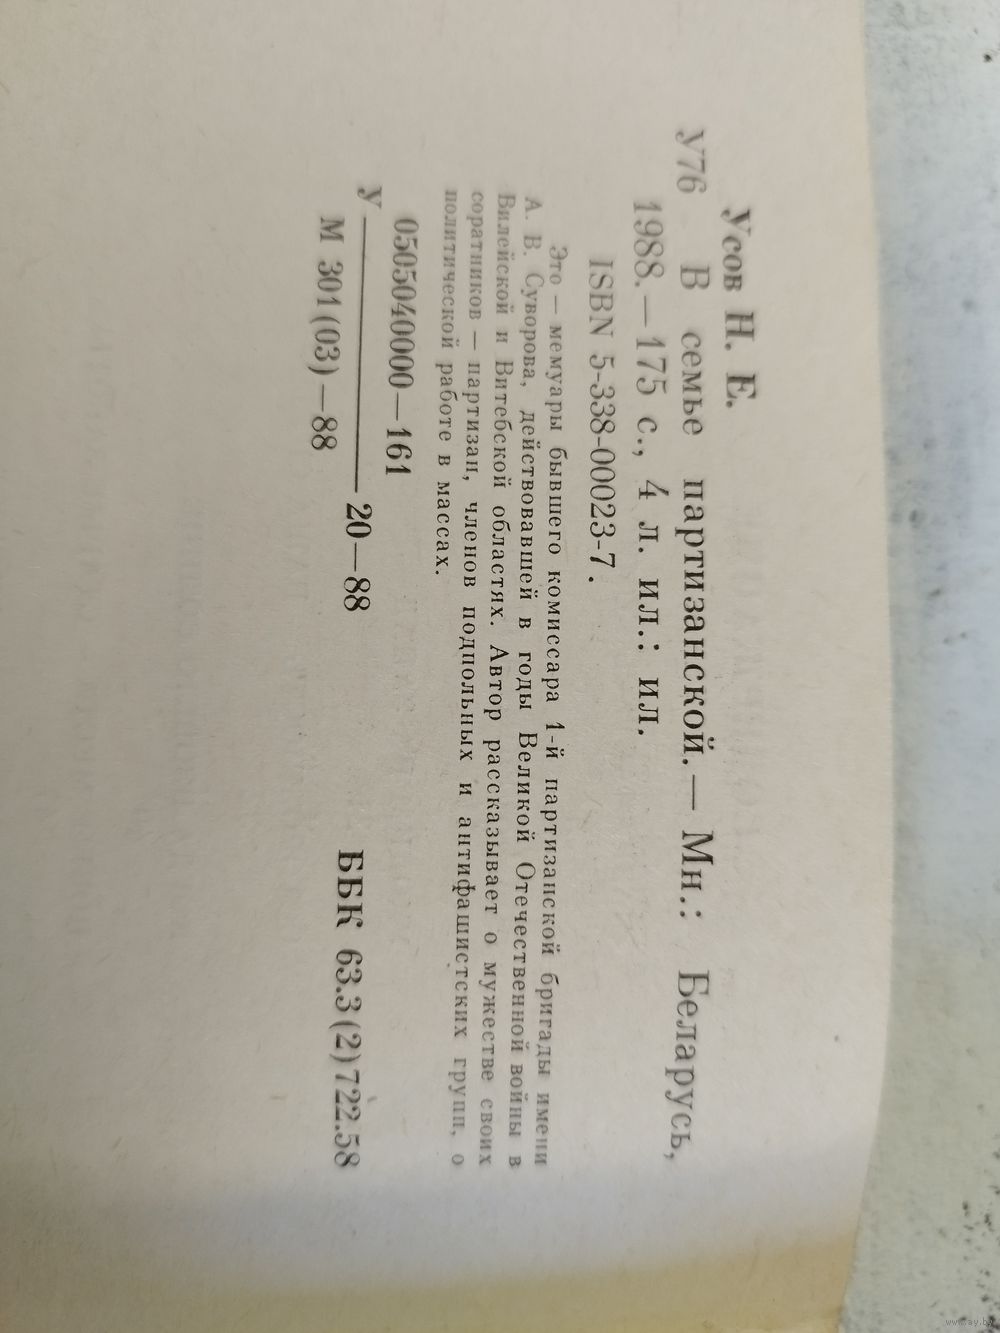 Усов Н. Е.
У76 В семье партизанской.— Мн.: Беларусь,
1988.—175 с., 4 л. ил.: ил.
ISBN 5-338-00023-7.
Это — мемуары бывшего комиссара 1-й партизанской бригады имени
А. В. Суворова, действовавшей в годы Великой Отечественной войны в
Вилейской и Витебской областях. Автор рассказывает о мужестве своих
соратников — партизан, членов подпольных и антифашистских групп, о
политической работе в массах.
У 0505040000—161
М 301(03)—88 20—88
ББК 63.3(2)722.58
www.ay.by